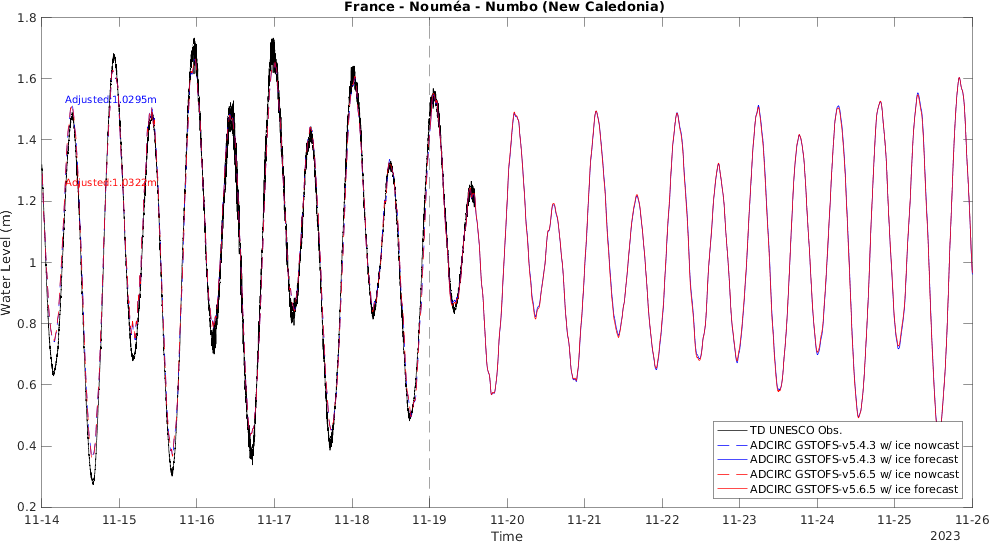 France - Nouméa - Numbo (New Caledonia)
1.8
1.6
1.4
1.2
1
0.8
0.6
0.4
0.2
Water Level (m)
Adjusted:1.0295m
Adjusted:1.0322m
TD UNESCO Obs.
ADCIRC GSTOFS-v5.4.3 w/ ice nowcast
ADCIRC GSTOFS-v5.4.3 w/ ice forecast
ADCIRC GSTOFS-v5.6.5 w/ ice nowcast
ADCIRC GSTOFS-v5.6.5 w/ ice forecast
11-14 11-15 11-16 11-17 11-18 11-19 11-20 11-21 11-22 11-23 11-24 11-25 11-26
Time
2023